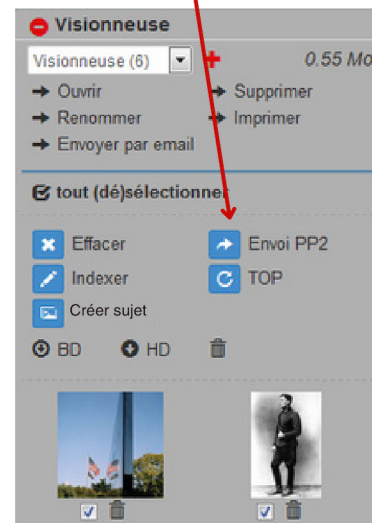 Visionneuse
Visionneuse (6) 0.55 Mo
Ouvrir Supprimer
Renommer Imprimer
Envoyer par email
tout (dé)sélectionner
Effacer Envoi PP2
Indexer TOP
Créer sujet
BD HD